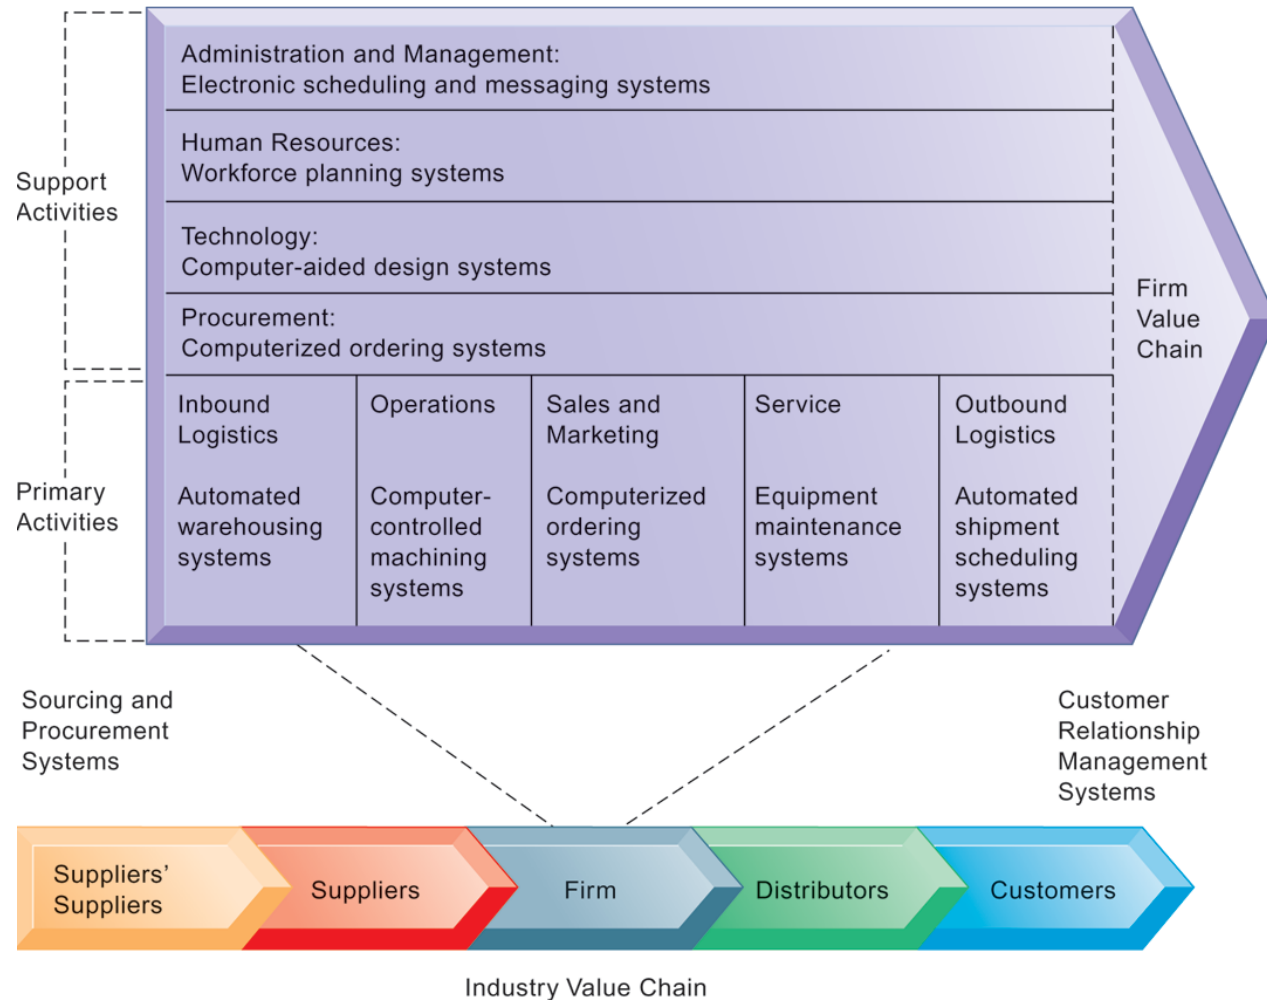 Administration and Management:
Electronic scheduling and messaging systems
Human Resources:
Workforce planning systems
Support
Activities
Technology:
Computer-aided design systems
Firm
Value
Chain
Procurement:
Computerized ordering systems
Primary
Activities
Inbound
Logistics
Automated
warehousing
systems
Operations
Computer-
controlled
machining
systems
Sales and
Marketing
Computerized
ordering
systems
Service
Equipment
maintenance
systems
Outbound
Logistics
Automated
shipment
scheduling
systems
Sourcing and
Procurement
Systems
Customer
Relationship
Management
Systems
Suppliers’
Suppliers
Suppliers
Firm
Distributors
Customers
Industry Value Chain